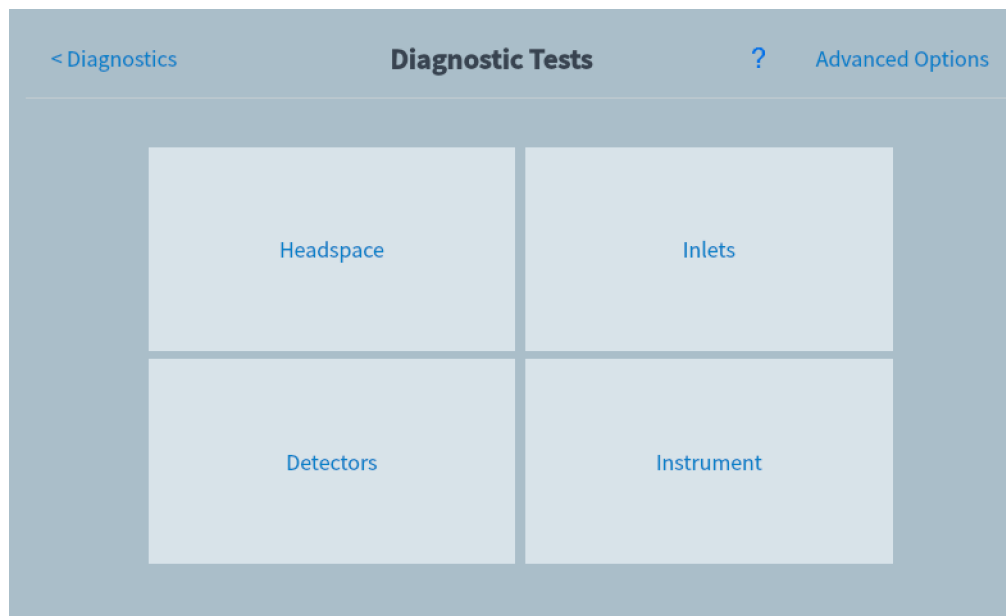 < Diagnostics Diagnostic Tests ? Advanced Options
Headspace Inlets
Detectors Instrument